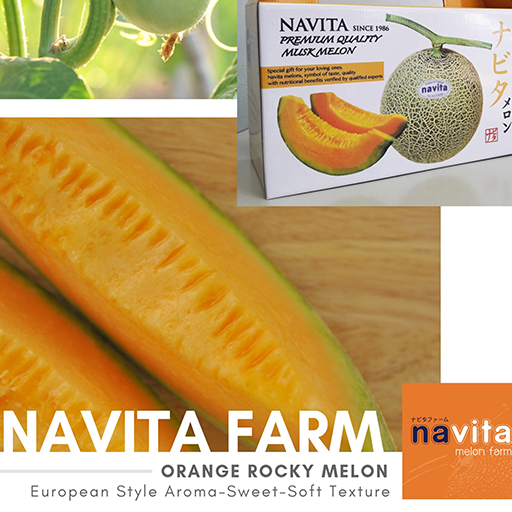 NAVITA SINCE 1986
PREMIUM QUALITY
MUSK MELON
Special gift for your loving ones.
Navita melons, symbol of taste, quality
with nutritional benefits verified by qualified experts
navita
ナビタメロン
NAVITA FARM
ORANGE ROCKY MELON
European Style Aroma-Sweet-Soft Texture
ナビタファーム
navita
melon farm